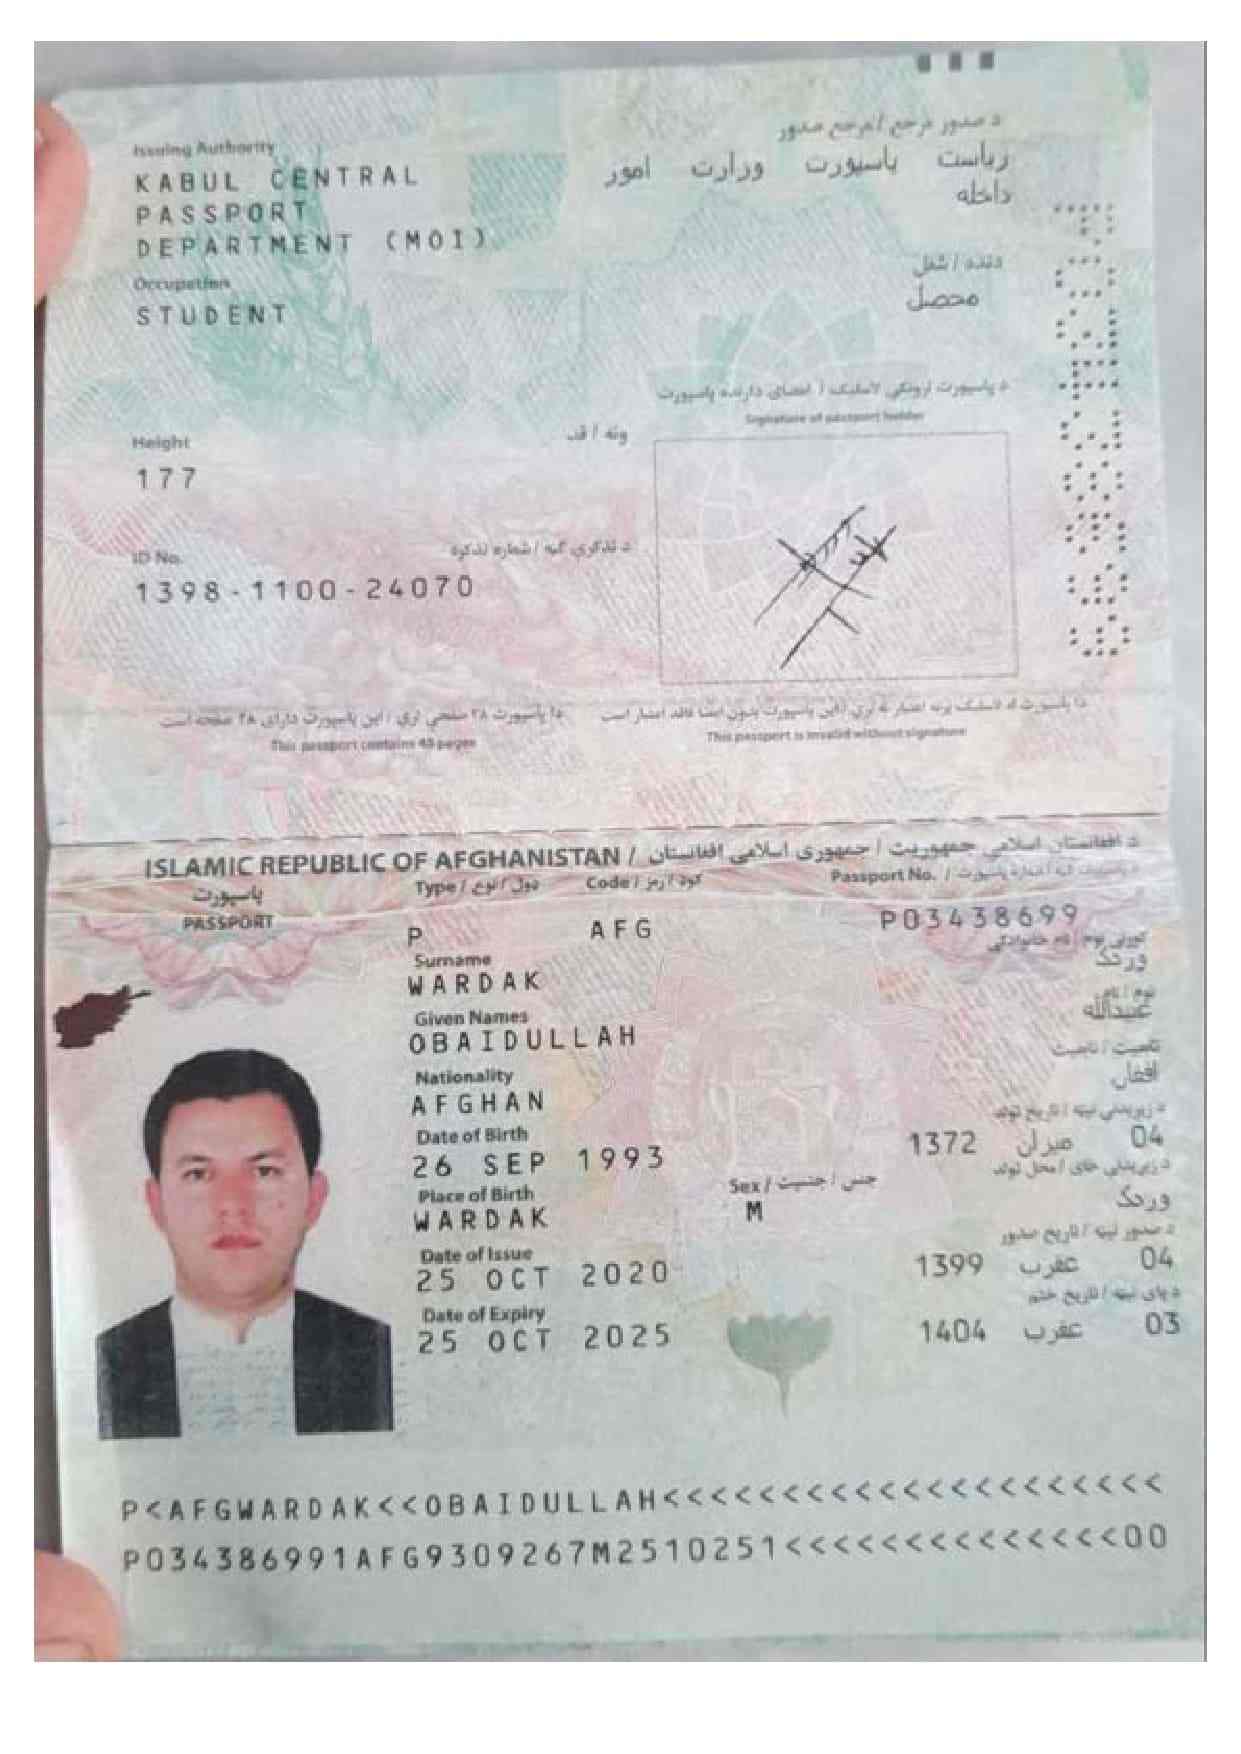 Issuing Authority
د صدور مرجع / مرجع صدور
KABUL CENTRAL
PASSPORT
DEPARTMENT (MOI)
ریاست پاسپورت وزارت امور
داخله
Occupation
دنده / شغل
STUDENT
محصل
د پاسپورت لرونکي لاسلیک / امضای دارنده پاسپورت
Signature of passport holder
Height
ونه / قد
177
ID No.
د تذکرې ګڼه / شماره تذکره
1398-1100-24070
دا پاسپورت ۴۸ صفحې لري / این پاسپورت دارای ۴۸ صفحه است
This passport contains 48 pages
دا پاسپورت له لاسلیک پرته اعتبار نه لري / این پاسپورت بدون امضا فاقد اعتبار است
This passport is invalid without signature
ISLAMIC REPUBLIC OF AFGHANISTAN / د افغانستان اسلامي جمهوریت / جمهوری اسلامی افغانستان
پاسپورت
PASSPORT
Type / ډول / نوع
Code / کوډ / رمز
Passport No. / د پاسپورت ګڼه / شماره پاسپورت
P
AFG
P03438699
Surname
کورنی نوم / نام خانوادگی
WARDAK
وردک
Given Names
نوم / نام
OBAIDULLAH
عبیدالله
Nationality
تابعیت / تابعیت
AFGHAN
افغان
Date of Birth
د زیږیدنې نیټه / تاریخ تولد
26 SEP 1993
04 میزان 1372
Place of Birth
د زیږیدنې ځای / محل تولد
Sex / جنس / جنسیت
WARDAK
M
وردک
Date of Issue
د صدور نیټه / تاریخ صدور
25 OCT 2020
04 عقرب 1399
Date of Expiry
د پای نیټه / تاریخ ختم
25 OCT 2025
03 عقرب 1404
P<AFGWARDAK<<OBAIDULLAH<<<<<<<<<<<<<<<<<<<<<
P034386991AFG9309267M2510251<<<<<<<<<<<<<<00